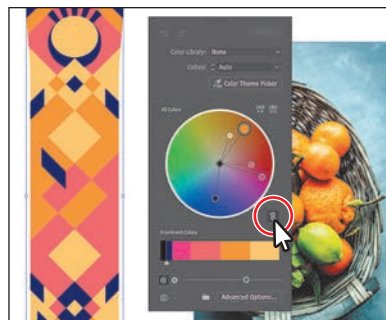 Color Library: None
Colors: Auto
Color Theme Picker
All Colors
Prominent Colors
Advanced Options...